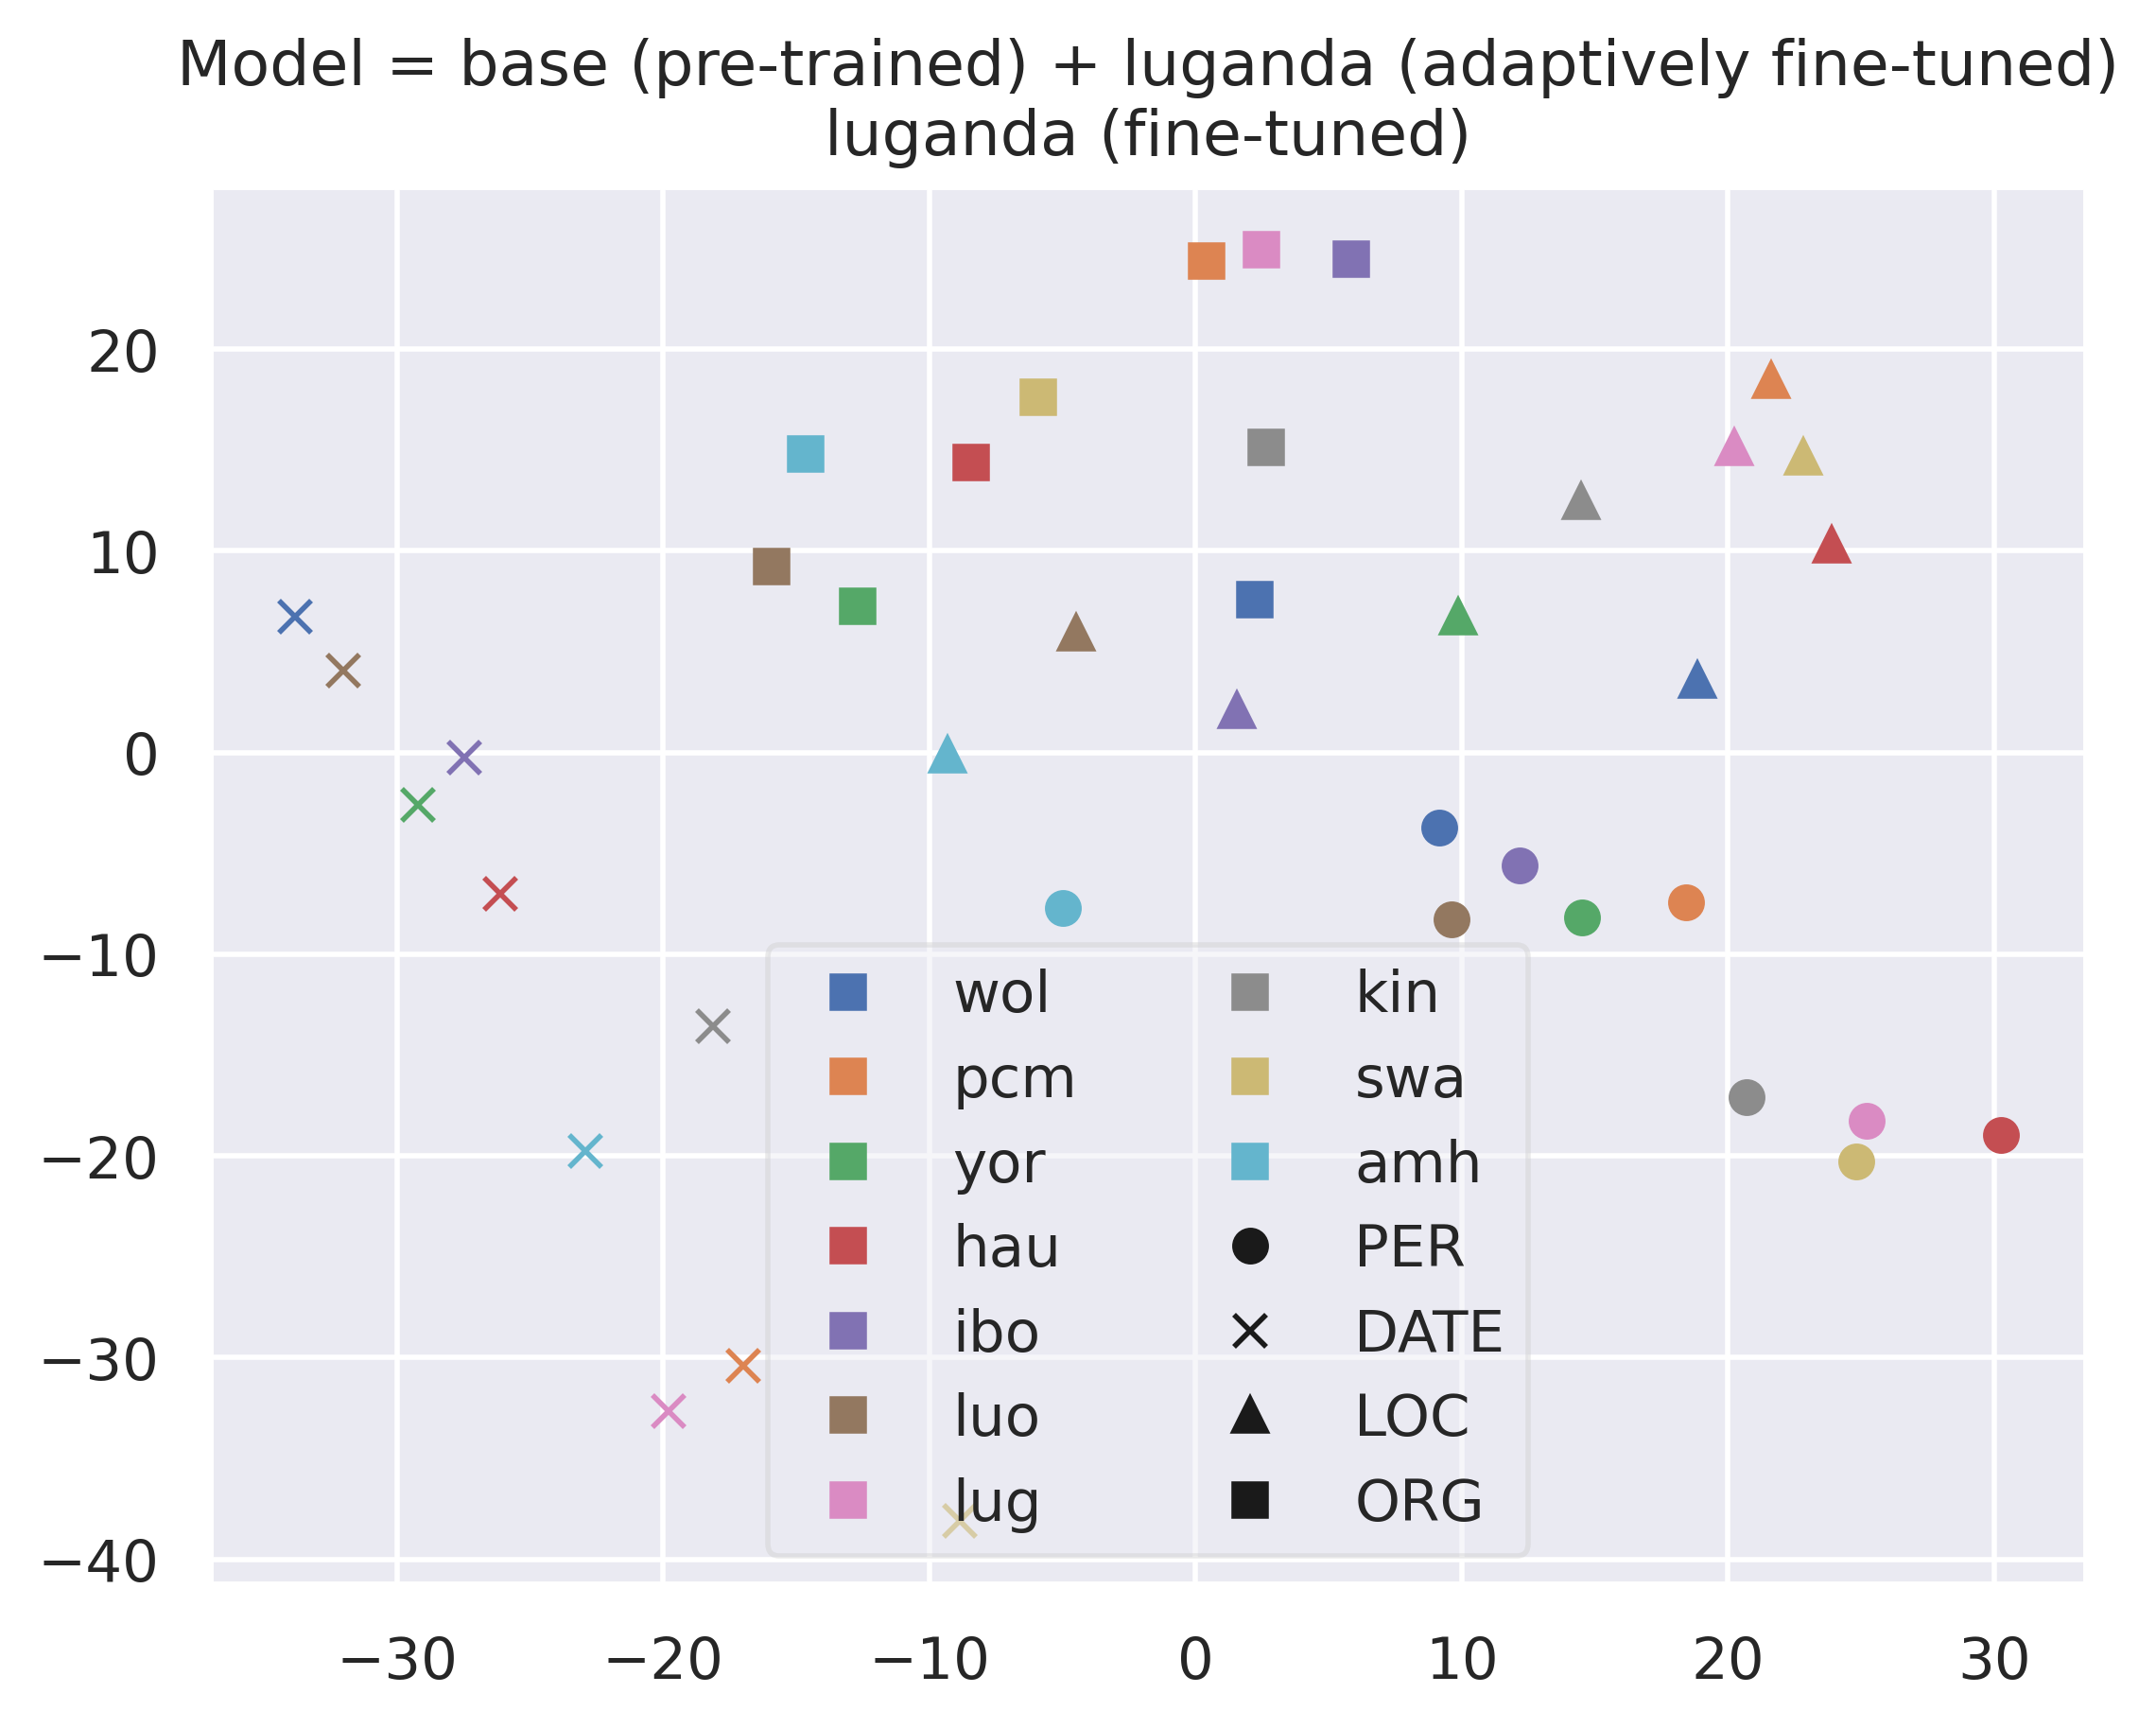 Model = base (pre-trained) + luganda (adaptively fine-tuned)
luganda (fine-tuned)
20
10
0
−10
−20
−30
−40
wol
pcm
yor
hau
ibo
luo
lug
kin
swa
amh
PER
DATE
LOC
ORG
−30 −20 −10 0 10 20 30